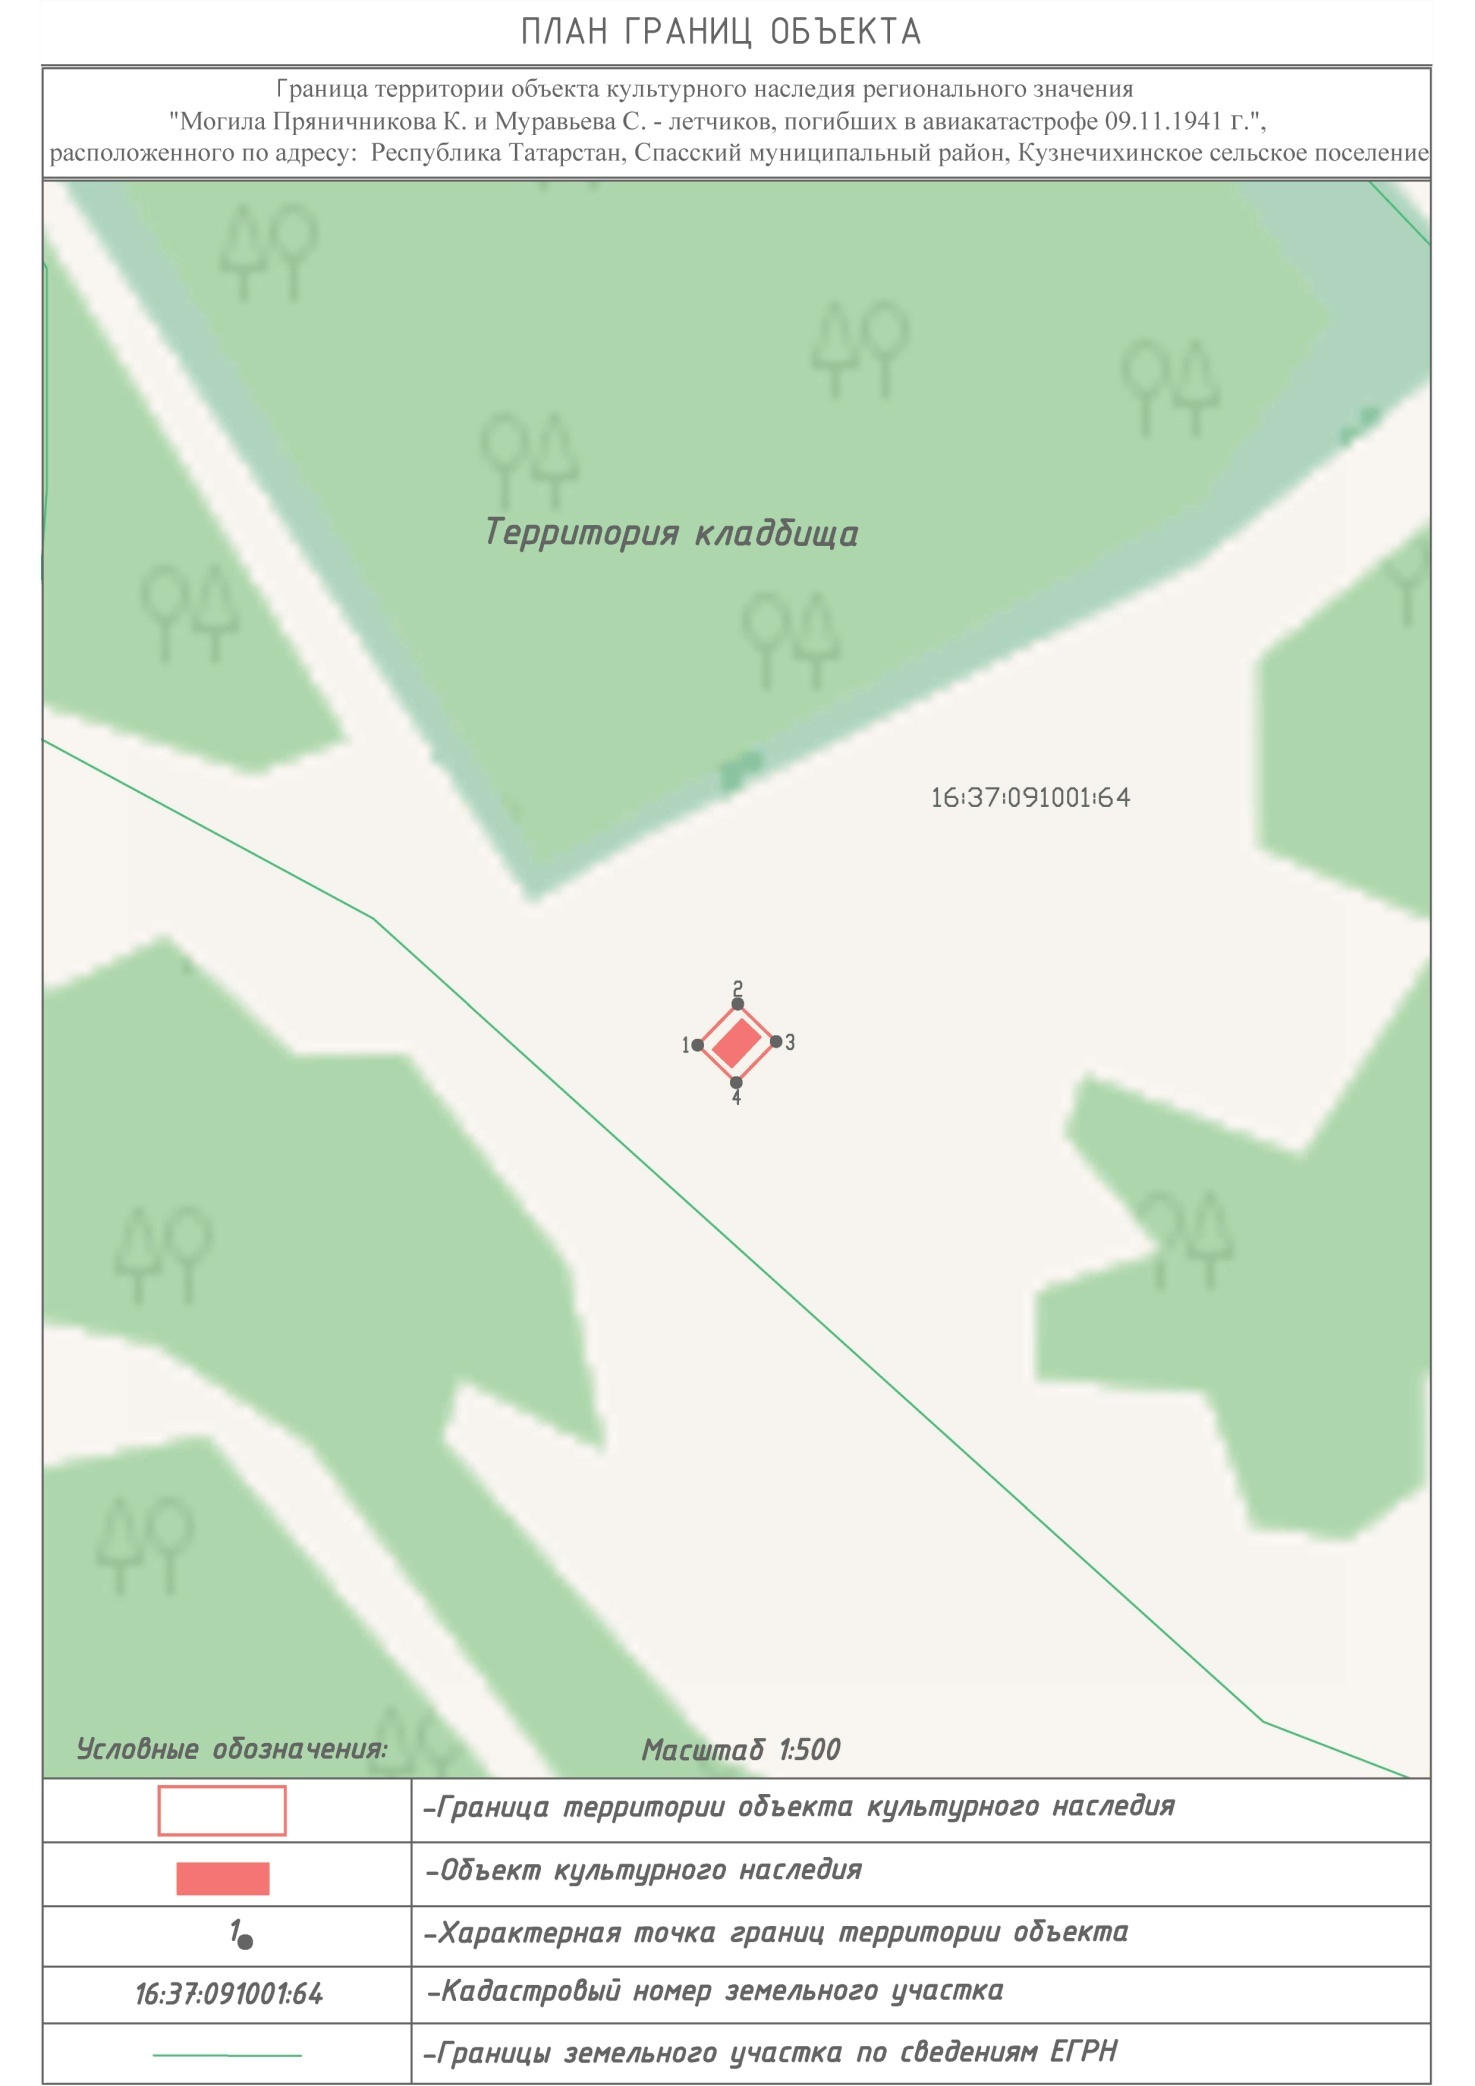 ПЛАН ГРАНИЦ ОБЪЕКТА
Граница территории объекта культурного наследия регионального значения
"Могила Пряничникова К. и Муравьева С. - летчиков, погибших в авиакатастрофе 09.11.1941 г.",
расположенного по адресу: Республика Татарстан, Спасский муниципальный район, Кузнечихинское сельское поселение
Территория кладбища
16:37:091001:64
2
1
3
4
Условные обозначения:
Масштаб 1:500
-Граница территории объекта культурного наследия
-Объект культурного наследия
1
-Характерная точка границ территории объекта
16:37:091001:64
-Кадастровый номер земельного участка
-Границы земельного участка по сведениям ЕГРН